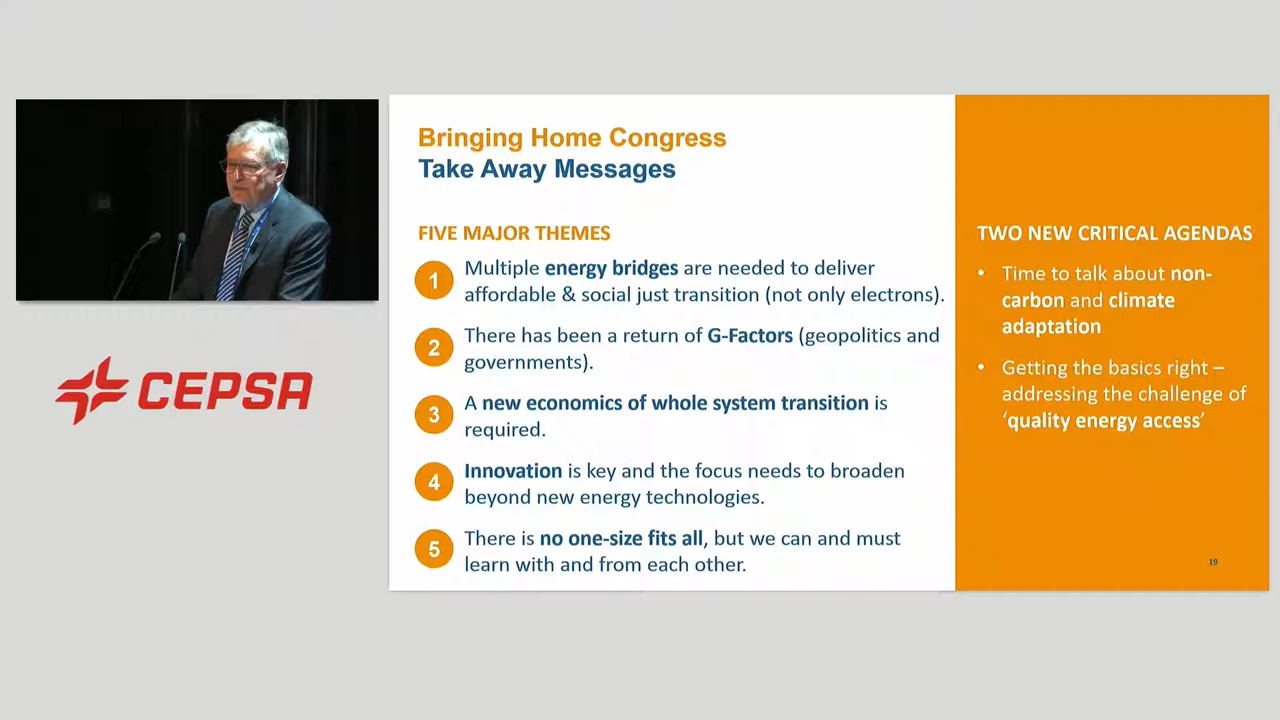 Bringing Home Congress
Take Away Messages
FIVE MAJOR THEMES
1
Multiple energy bridges are needed to deliver
affordable & social just transition (not only electrons).
2
There has been a return of G-Factors (geopolitics and
governments).
3
A new economics of whole system transition is
required.
4
Innovation is key and the focus needs to broaden
beyond new energy technologies.
5
There is no one-size fits all, but we can and must
learn with and from each other.
TWO NEW CRITICAL AGENDAS
• Time to talk about non-
carbon and climate
adaptation
• Getting the basics right –
addressing the challenge of
‘quality energy access’
19
CEPSA